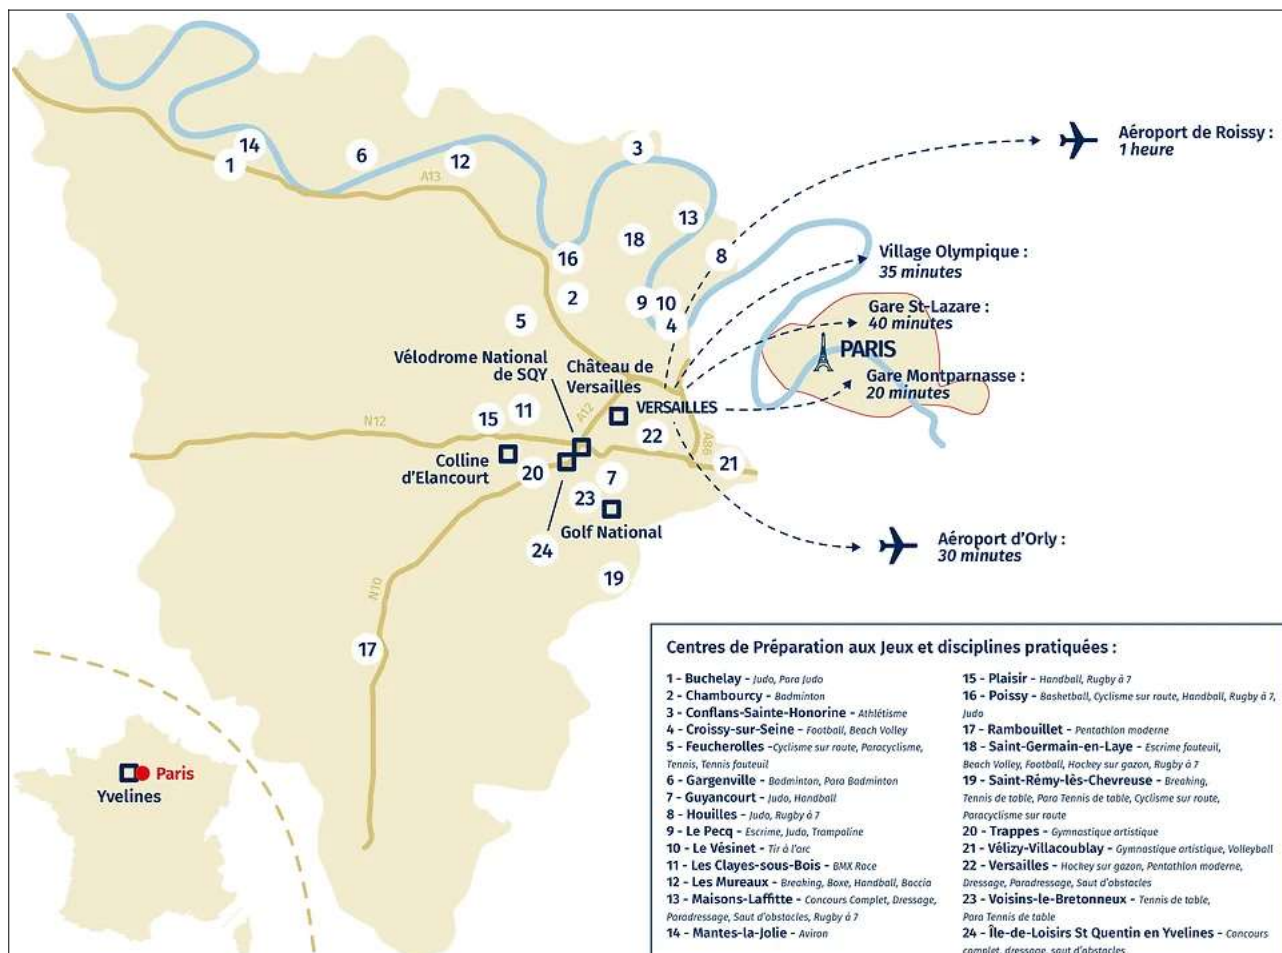 Aéroport de Roissy :
1 heure
14
1
6
12
3
A13
13
18
8
16
Village Olympique :
35 minutes
2
9
10
4
5
Gare St-Lazare :
40 minutes
PARIS
Vélodrome National
de SQY
Château de
Versailles
Gare Montparnasse :
20 minutes
A12
VERSAILLES
15
11
N12
22
A86
21
Colline
d'Elancourt
20
7
23
Golf National
24
Aéroport d'Orly :
30 minutes
19
N10
17
Paris
Yvelines
Centres de Préparation aux Jeux et disciplines pratiquées :
1 - Buchelay - Judo, Para Judo
2 - Chambourcy - Badminton
3 - Conflans-Sainte-Honorine - Athlétisme
4 - Croissy-sur-Seine - Football, Beach Volley
5 - Feucherolles -Cyclisme sur route, Paracyclisme,
Tennis, Tennis fauteuil
6 - Gargenville - Badminton, Para Badminton
7 - Guyancourt - Judo, Handball
8 - Houilles - Judo, Rugby à 7
9 - Le Pecq - Escrime, Judo, Trampoline
10 - Le Vésinet - Tir à l'arc
11 - Les Clayes-sous-Bois - BMX Race
12 - Les Mureaux - Breaking, Boxe, Handball, Boccia
13 - Maisons-Laffitte - Concours Complet, Dressage,
Paradressage, Saut d'obstacles, Rugby à 7
14 - Mantes-la-Jolie - Aviron
15 - Plaisir - Handball, Rugby à 7
16 - Poissy - Basketball, Cyclisme sur route, Handball, Rugby à 7,
Judo
17 - Rambouillet - Pentathlon moderne
18 - Saint-Germain-en-Laye - Escrime fauteuil,
Beach Volley, Football, Hockey sur gazon, Rugby à 7
19 - Saint-Rémy-lès-Chevreuse - Breaking,
Tennis de table, Para Tennis de table, Cyclisme sur route,
Paracyclisme sur route
20 - Trappes - Gymnastique artistique
21 - Vélizy-Villacoublay - Gymnastique artistique, Volleyball
22 - Versailles - Hockey sur gazon, Pentathlon moderne,
Dressage, Paradressage, Saut d'obstacles
23 - Voisins-le-Bretonneux - Tennis de table,
Para Tennis de table
24 - Île-de-Loisirs St Quentin en Yvelines - Concours
complet, dressage, saut d'obstacles